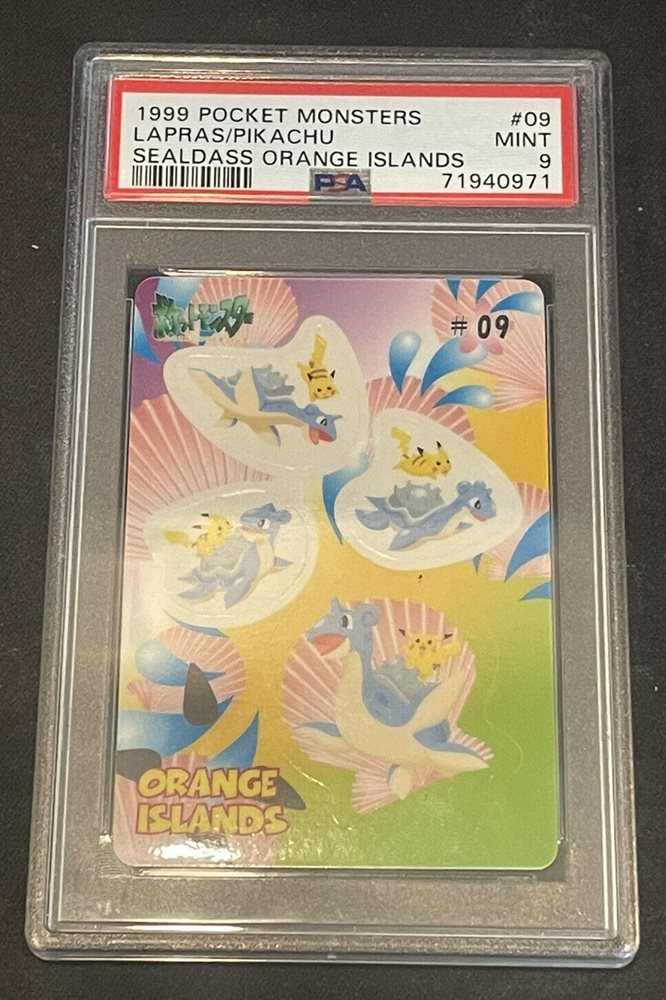 1999 POCKET MONSTERS #09
LAPRAS/PIKACHU MINT
SEALDASS ORANGE ISLANDS 9
PSA 71940971
ポケットモンスター
# 09
ORANGE
ISLANDS